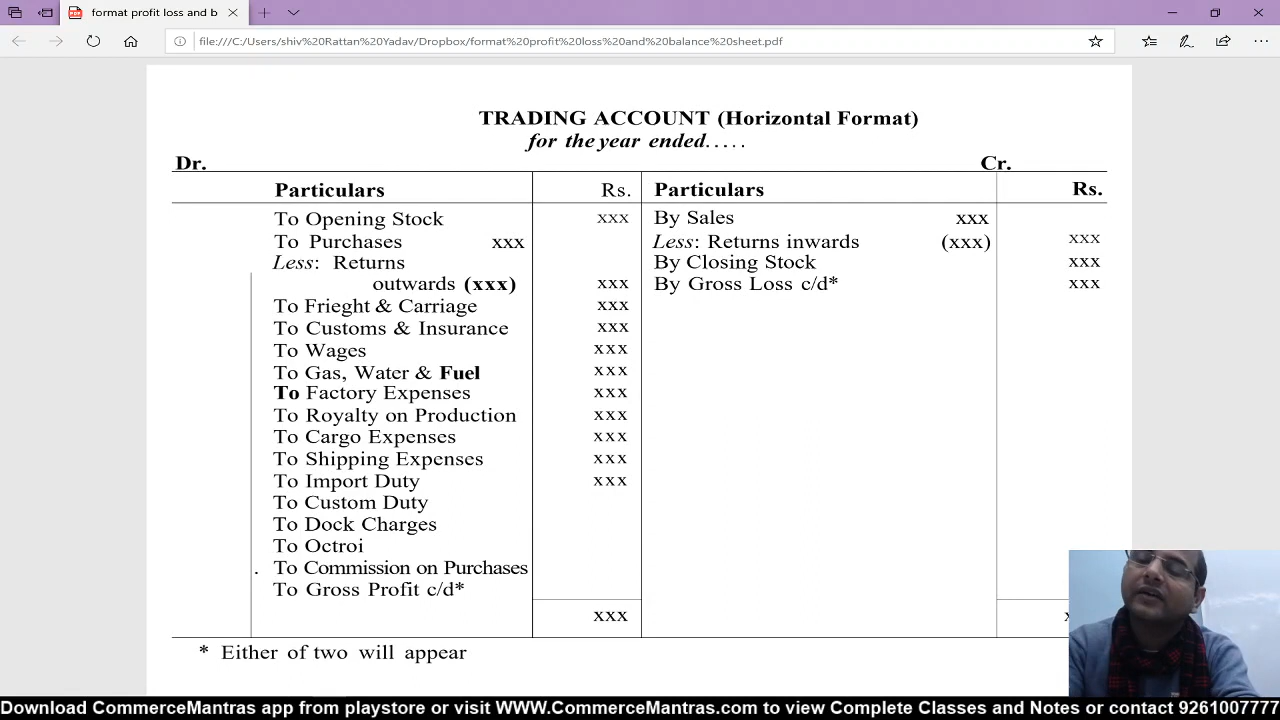 format profit loss and b
file:///C:/Users/shiv%20Rattan%20Yadav/Dropbox/format%20profit%20loss%20and%20balance%20sheet.pdf
TRADING ACCOUNT (Horizontal Format)
for the year ended.....
Dr. Cr.
Particulars Rs. Particulars Rs.
To Opening Stock xxx By Sales xxx
To Purchases xxx Less: Returns inwards (xxx) xxx
Less: Returns By Closing Stock xxx
outwards (xxx) xxx By Gross Loss c/d* xxx
To Frieght & Carriage xxx
To Customs & Insurance xxx
To Wages xxx
To Gas, Water & Fuel xxx
To Factory Expenses xxx
To Royalty on Production xxx
To Cargo Expenses xxx
To Shipping Expenses xxx
To Import Duty xxx
To Custom Duty
To Dock Charges
To Octroi
. To Commission on Purchases
To Gross Profit c/d*
xxx
* Either of two will appear
Download CommerceMantras app from playstore or visit WWW.CommerceMantras.com to view Complete Classes and Notes or contact 9261007777